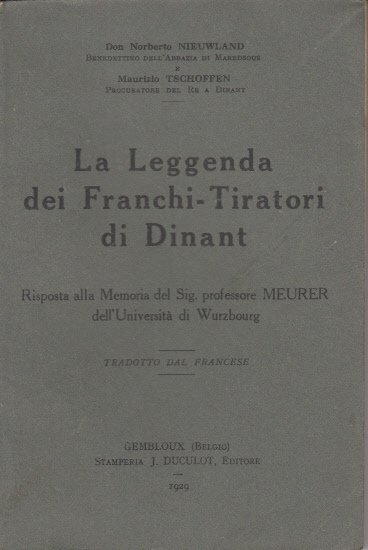 Don Norberto NIEUWLAND
Benedettino dell'Abbazia di Maredsous
e
Maurizio TSCHOFFEN
Procuratore del Re a Dinant
La Leggenda
dei Franchi-Tiratori
di Dinant
Risposta alla Memoria del Sig. professore MEURER
dell'Università di Wurzbourg
TRADOTTO DAL FRANCESE
GEMBLOUX (Belgio)
Stamperia J. DUCULOT, Editore
1929